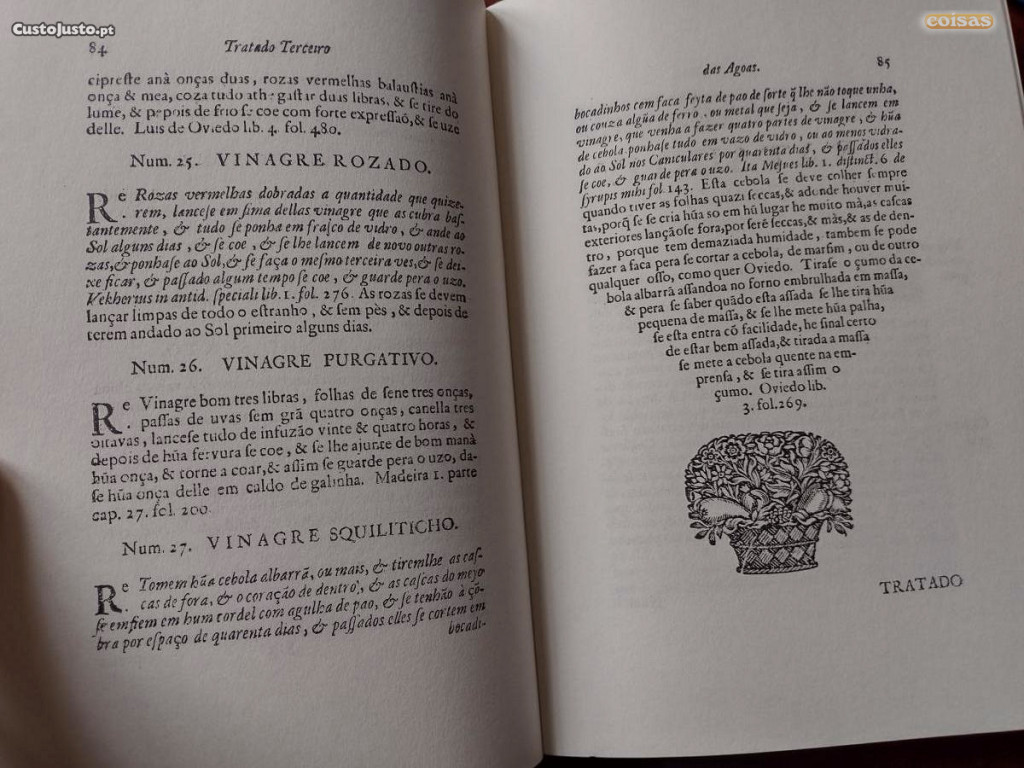 CustoJusto.pt
coisas
84
Tratado Terceiro
cipreſte anà onças duas, rozas vermelhas balauſtias anà
onça & mea, coza tudo athe gaſtar duas libras, & ſe tire do
lume, & depois de frio ſe coe com forte expreſſaõ, & ſe uze
delle. Luis de Oviedo lib. 4. fol. 480.
Num. 25. VINAGRE ROZADO.
Re. Rozas vermelhas dobradas a quantidade que quize-
rem, lanceſe em ſima dellas vinagre que as cubra baſ-
tantemente, & tudo ſe ponha em fraſco de vidro, & ande ao
Sol alguns dias, & ſe coe, & ſe lhe lancem de novo outras ro-
zas, & ponhaſe ao Sol, & ſe faça o meſmo terceira ves, & ſe dei-
xe ficar, & paſſado algum tempo ſe coe, & guarde pera o uzo.
Vekherius in antid. ſpeciali lib. 1. fol. 276. As rozas ſe devem
lançar limpas de todo o eſtranho, & ſem pès, & depois de
terem andado ao Sol primeiro alguns dias.
Num. 26. VINAGRE PURGATIVO.
Re. Vinagre bom tres libras, folhas de ſene tres onças,
paſſas de uvas ſem grã quatro onças, canella tres
oitavas, lanceſe tudo de infuzão vinte & quatro horas, &
depois de hũa fervura ſe coe, & ſe lhe ajunte de bom manà
hũa onça, & torne a coar, & aſſim ſe guarde pera o uzo, da-
ſe hũa onça delle em caldo de galinha. Madeira 1. parte
cap. 27. fol. 200.
Num. 27. VINAGRE SQUILITICHO.
Re. Tomem hũa cebola albarrã, ou mais, & tiremlhe as caſ-
cas de fora, & o coração de dentro, & as caſcas do meyo
ſe enfiem em hum cordel com agulha de pao, & ſe tenhão à ſõ-
bra por eſpaço de quarenta dias, & paſſados elles ſe cortem em
bocadi-
das Agoas.
85
bocadinhos com faca feyta de pao de ſorte q̃ lhe não toque unha,
ou couza algũa de ferro, ou metal que ſeja, & ſe lancem em
vinagre, que venha a fazer quatro partes de vinagre, & hũa
de cebola ponhaſe tudo em vazo de vidro, ou ao menos vidra-
do ao Sol nos Caniculares por quarenta dias, & paſſados elles
ſe coe, & guarde pera o uzo. Ita Meſues lib. 1. diſtinct. 6. de
ſyrupis mihi fol. 143. Eſta cebola ſe deve colher ſempre
quando tiver as folhas quazi ſeccas, & adonde houver mui-
tas, porq̃ ſe ſe cria hũa so em hũ lugar he muito mà, as caſcas
exteriores lançãoſe fora, por ſerẽ ſeccas, & màs, & as de den-
tro, porque tem demaziada humidade, tambem ſe pode
fazer a faca pera ſe cortar a cebola, de marfim, ou de outro
qualquer oſſo, como quer Oviedo. Tiraſe o çumo da ce-
bola albarrã aſſandoa no forno embrulhada em maſſa,
& pera ſe ſaber quãdo eſta aſſada ſe lhe tira hũa
pequena de maſſa, & ſe lhe mete hũa palha,
ſe eſta entra cõ facilidade, he ſinal certo
de eſtar bem aſſada, & tirada a maſſa
ſe mete a cebola quente na em-
prenſa, & ſe tira aſſim o
çumo. Oviedo lib.
3. fol. 269.
TRATADO